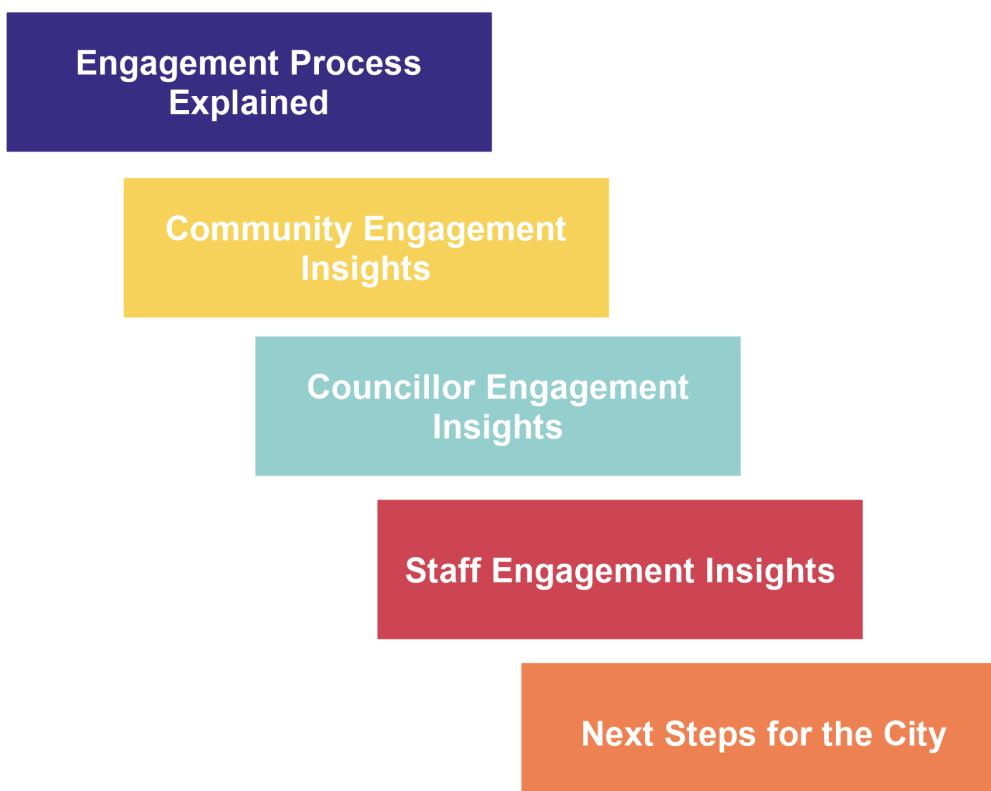 Engagement Process
Explained
Community Engagement
Insights
Councillor Engagement
Insights
Staff Engagement Insights
Next Steps for the City